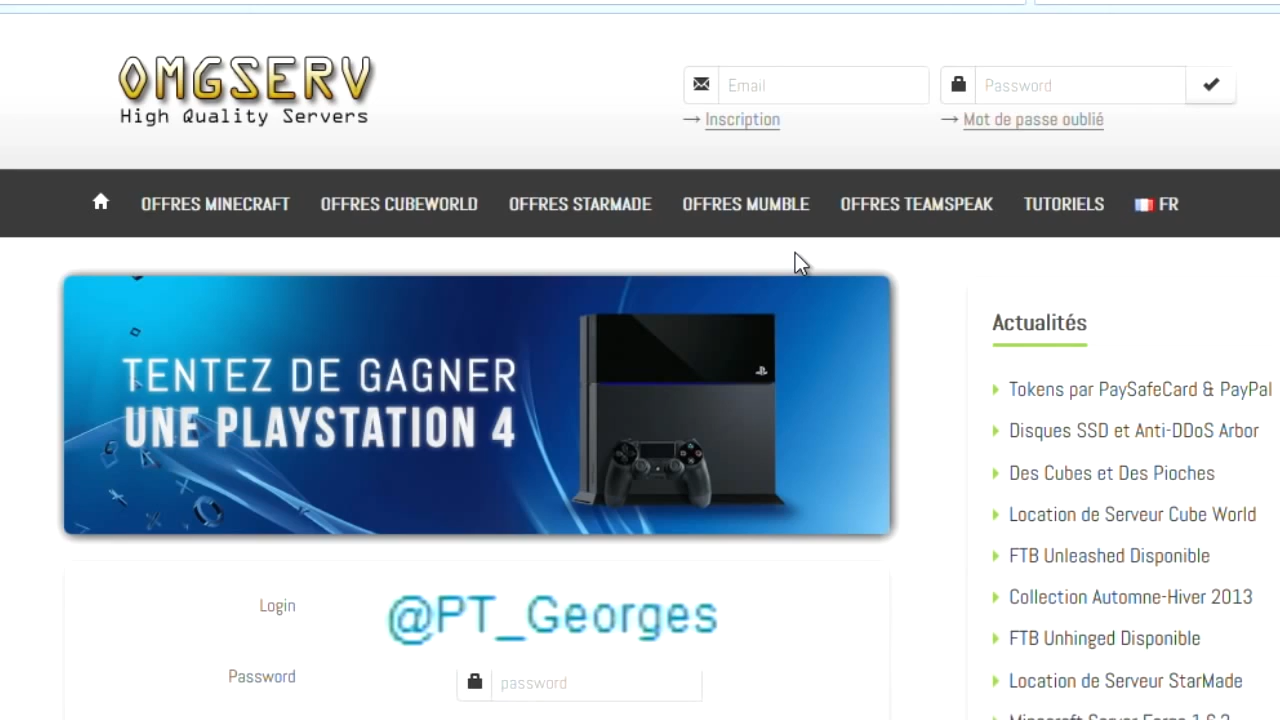 OMGSERV
High Quality Servers
Email
Password
→ Inscription
→ Mot de passe oublié
OFFRES MINECRAFT
OFFRES CUBEWORLD
OFFRES STARMADE
OFFRES MUMBLE
OFFRES TEAMSPEAK
TUTORIELS
FR
TENTEZ DE GAGNER
UNE PLAYSTATION 4
Login
@PT_Georges
Password
password
Actualités
Tokens par PaySafeCard & PayPal
Disques SSD et Anti-DDoS Arbor
Des Cubes et Des Pioches
Location de Serveur Cube World
FTB Unleashed Disponible
Collection Automne-Hiver 2013
FTB Unhinged Disponible
Location de Serveur StarMade